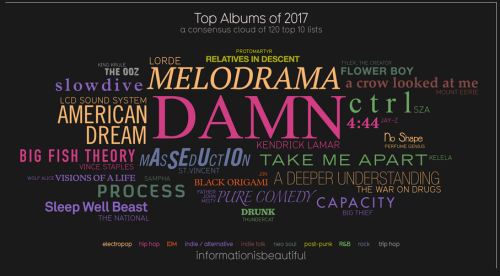 Top Albums of 2017
a consensus cloud of 120 top 10 lists
PROTOMARTYR
RELATIVES IN DESCENT
KING KRULE
THE OOZ
LORDE
MELODRAMA
TYLER, THE CREATOR
FLOWER BOY
slowdive
a crow looked at me
MOUNT EERIE
LCD SOUND SYSTEM
AMERICAN
DREAM
DAMN
KENDRICK LAMAR
ctrl
SZA
4:44
JAY-Z
No Shape
PERFUME GENIUS
BIG FISH THEORY
VINCE STAPLES
MASSEDUCTION
ST.VINCENT
TAKE ME APART
KELELA
WOLF ALICE
VISIONS OF A LIFE
SAMPHA
PROCESS
JLIN
BLACK ORIGAMI
A DEEPER UNDERSTANDING
THE WAR ON DRUGS
FATHER
JOHN
MISTY
PURE COMEDY
CAPACITY
BIG THIEF
Sleep Well Beast
THE NATIONAL
DRUNK
THUNDERCAT
electropop hip hop IDM indie / alternative indie folk neo soul post-punk R&B rock trip hop
informationisbeautiful